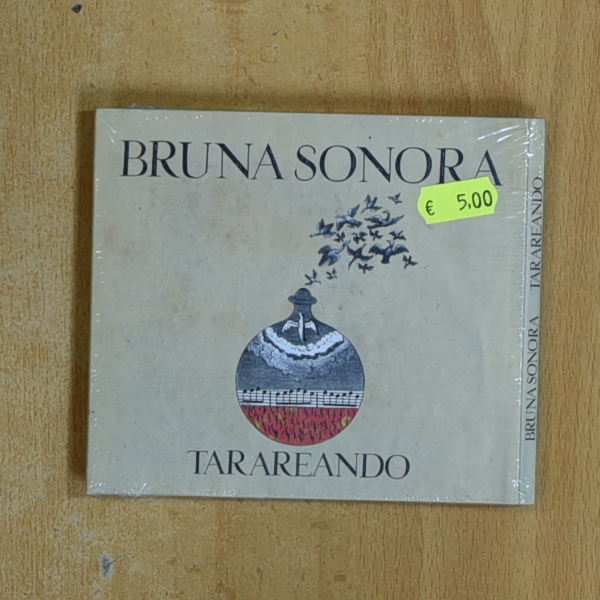 BRUNA SONORA
€ 5,00
TARAREANDO
BRUNA SONORA TARAREANDO